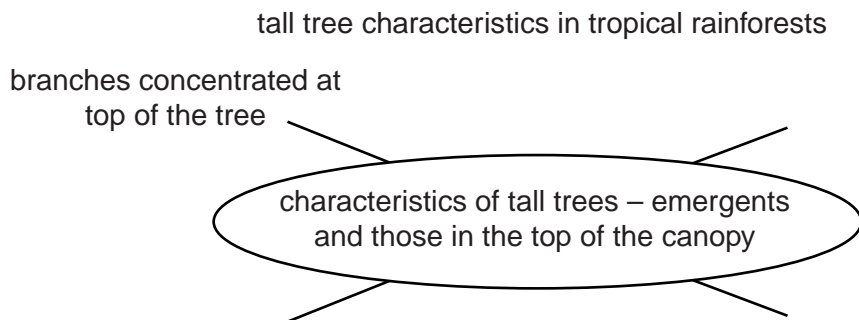 tall tree characteristics in tropical rainforests
branches concentrated at
top of the tree
characteristics of tall trees – emergents
and those in the top of the canopy